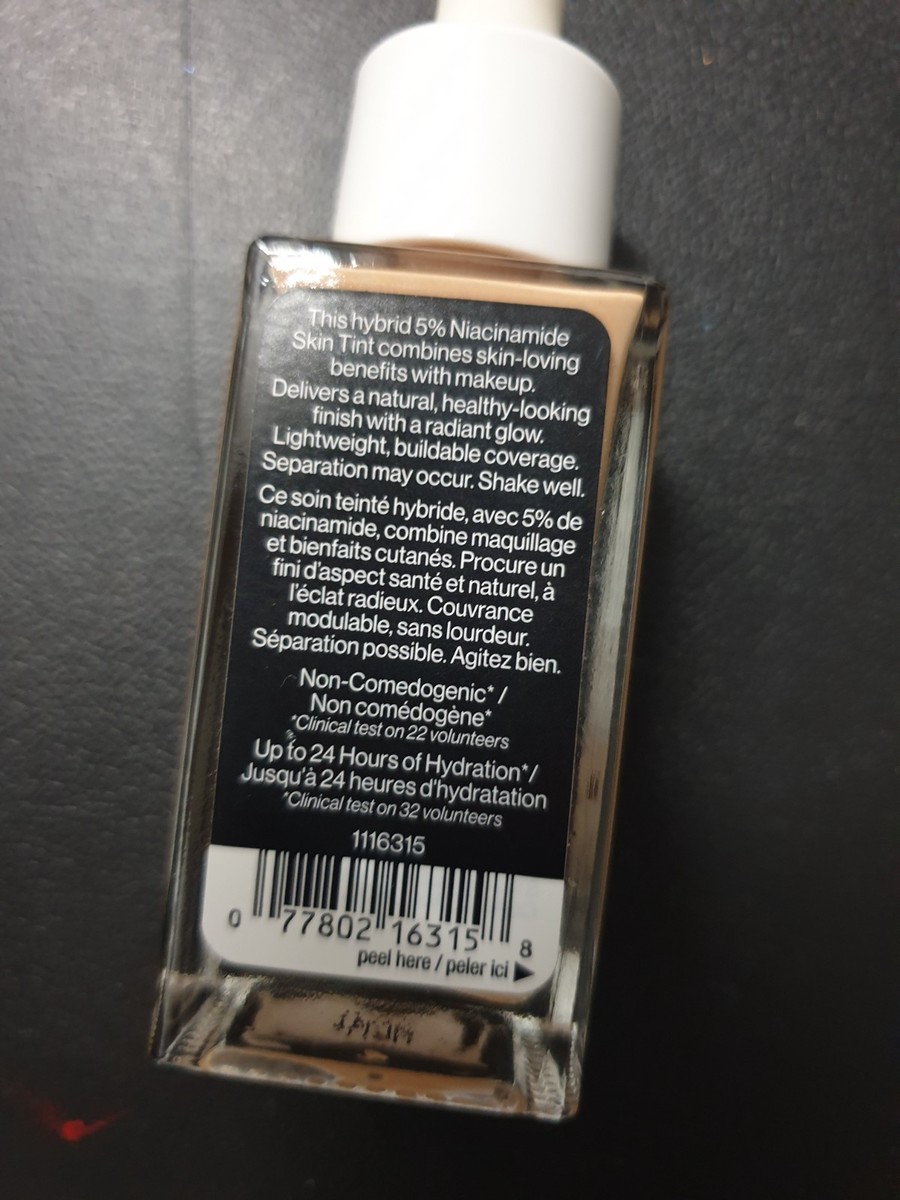 This hybrid 5% Niacinamide
Skin Tint combines skin-loving
benefits with makeup.
Delivers a natural, healthy-looking
finish with a radiant glow.
Lightweight, buildable coverage.
Separation may occur. Shake well.
Ce soin teinté hybride, avec 5% de
niacinamide, combine maquillage
et bienfaits cutanés. Procure un
fini d'aspect santé et naturel, à
l'éclat radieux. Couvrance
modulable, sans lourdeur.
Séparation possible. Agitez bien.
Non-Comedogenic* /
Non comédogène*
*Clinical test on 22 volunteers
Up to 24 Hours of Hydration*/
Jusqu'à 24 heures d'hydratation
*Clinical test on 32 volunteers
1116315
0 77802 16315 8
peel here / peler ici